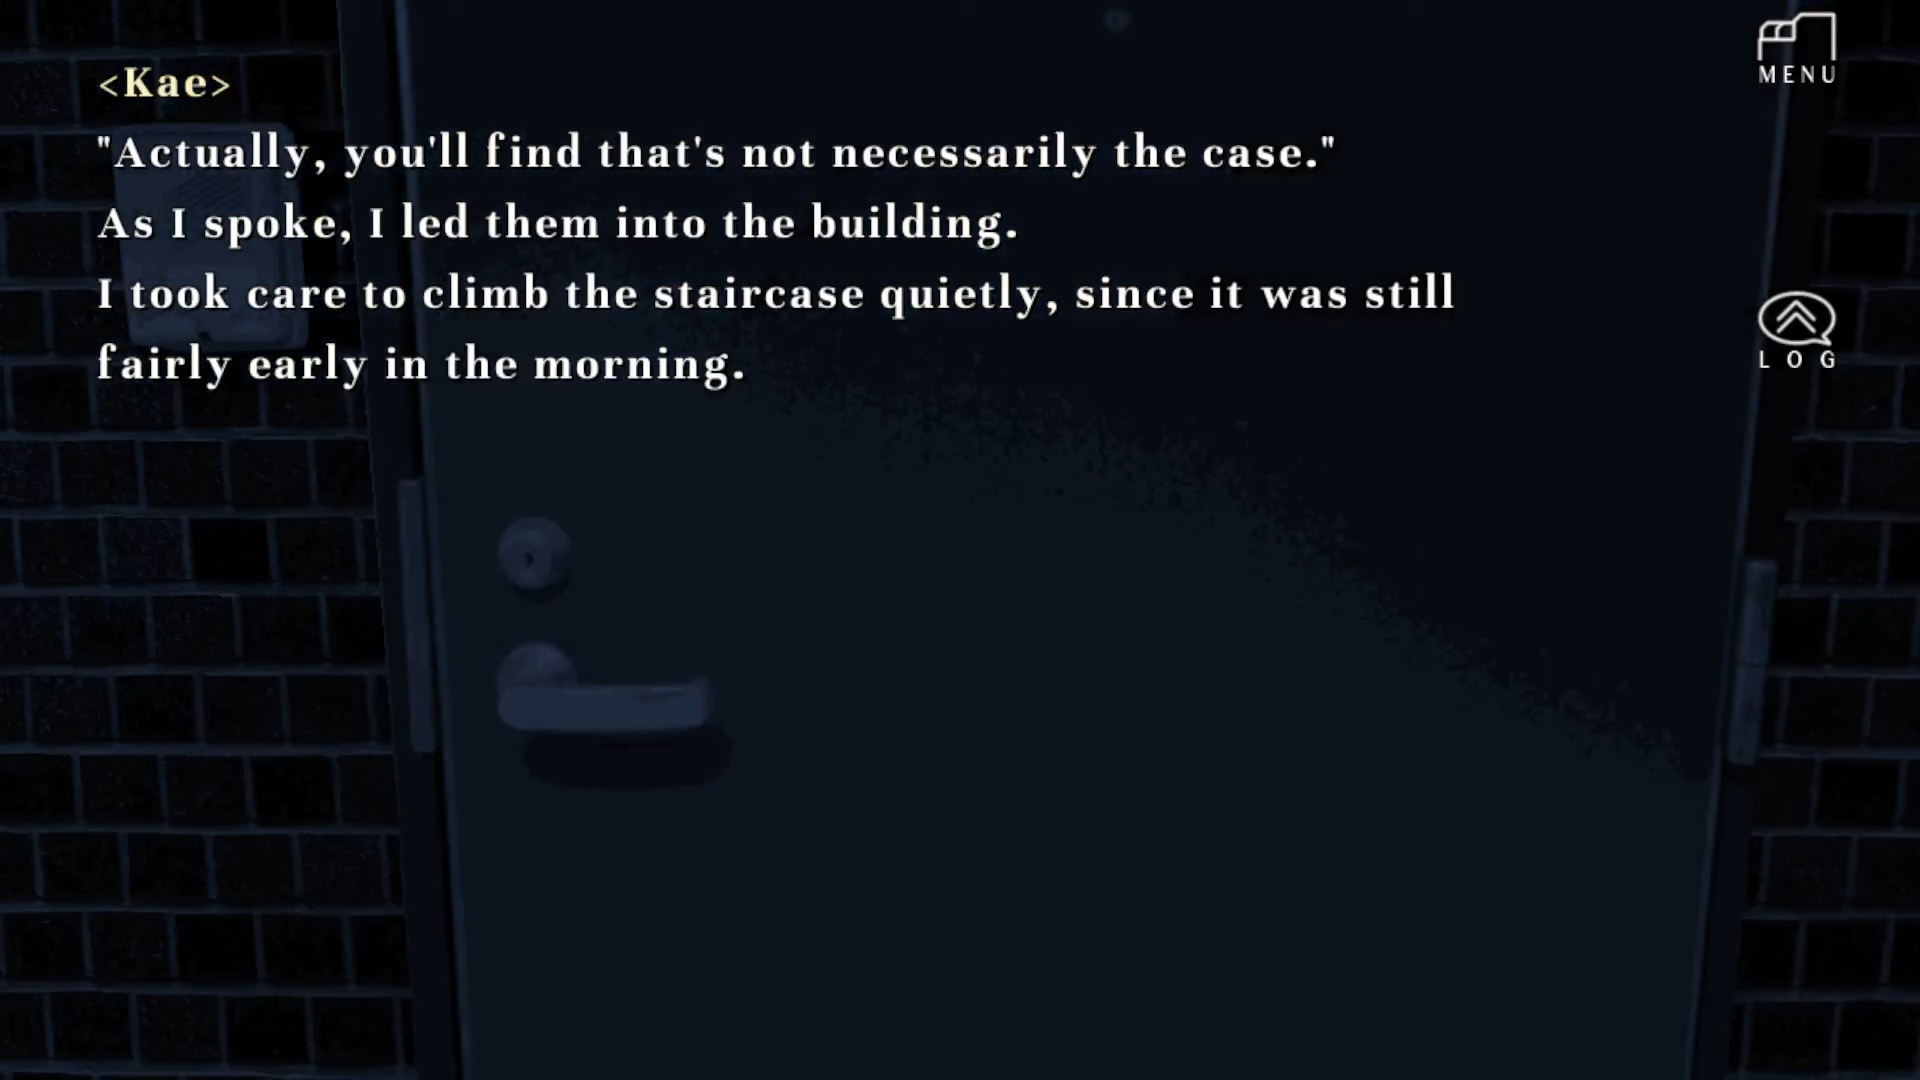 <Kae>
"Actually, you'll find that's not necessarily the case."
As I spoke, I led them into the building.
I took care to climb the staircase quietly, since it was still
fairly early in the morning.
MENU
LOG